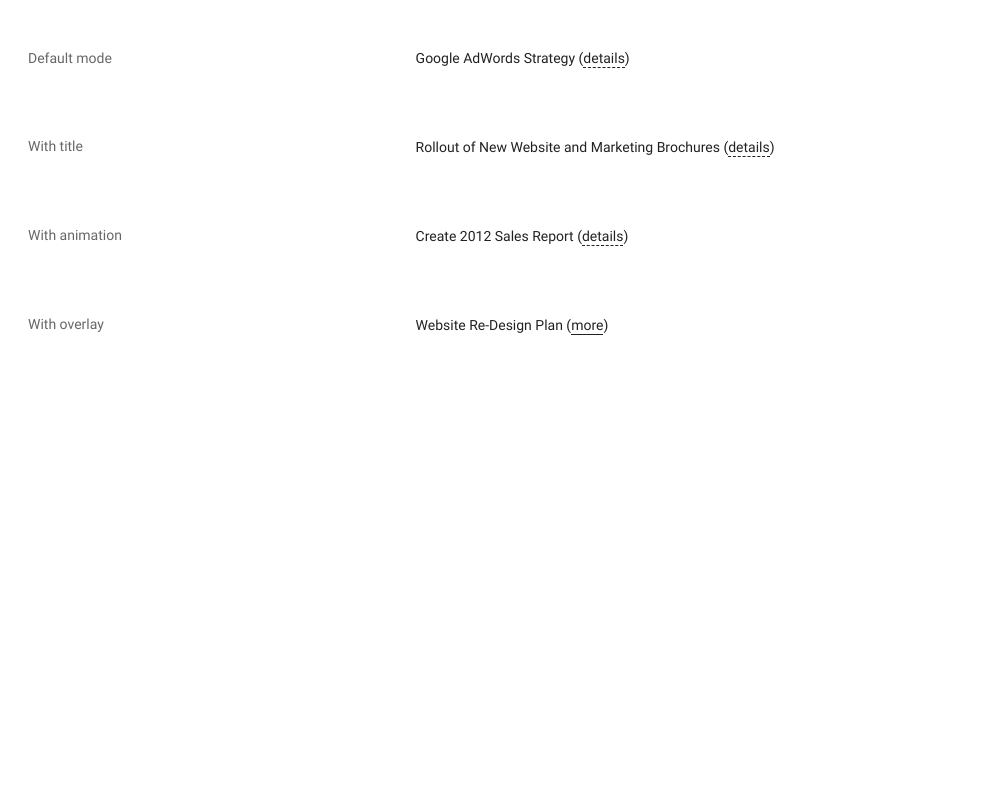 Default mode Google AdWords Strategy (details)
With title Rollout of New Website and Marketing Brochures (details)
With animation Create 2012 Sales Report (details)
With overlay Website Re-Design Plan (more)